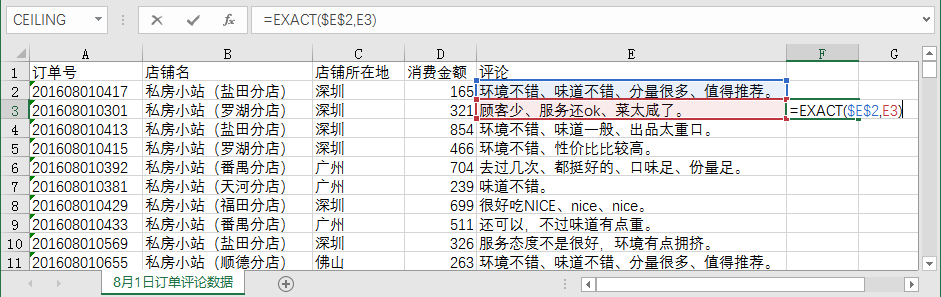 CEILING =EXACT($E$2,E3)
A B C D E F G
1 订单号 店铺名 店铺所在地 消费金额 评论
2 201608010417 私房小站（盐田分店） 深圳 165 环境不错、味道不错、分量很多、值得推荐。
3 201608010301 私房小站（罗湖分店） 深圳 321 顾客少、服务还ok、菜太咸了。 =EXACT($E$2,E3)
4 201608010413 私房小站（盐田分店） 深圳 854 环境不错、味道一般、出品太重口。
5 201608010415 私房小站（罗湖分店） 深圳 466 环境不错、性价比比较高。
6 201608010392 私房小站（番禺分店） 广州 704 去过几次、都挺好的、口味足、份量足。
7 201608010381 私房小站（天河分店） 广州 239 味道不错。
8 201608010429 私房小站（福田分店） 深圳 699 很好吃NICE、nice、nice。
9 201608010433 私房小站（番禺分店） 广州 511 还可以，不过味道有点重。
10 201608010569 私房小站（盐田分店） 深圳 326 服务态度不是很好，环境有点拥挤。
11 201608010655 私房小站（顺德分店） 佛山 263 环境不错、味道不错、分量很多、值得推荐。
8月1日订单评论数据